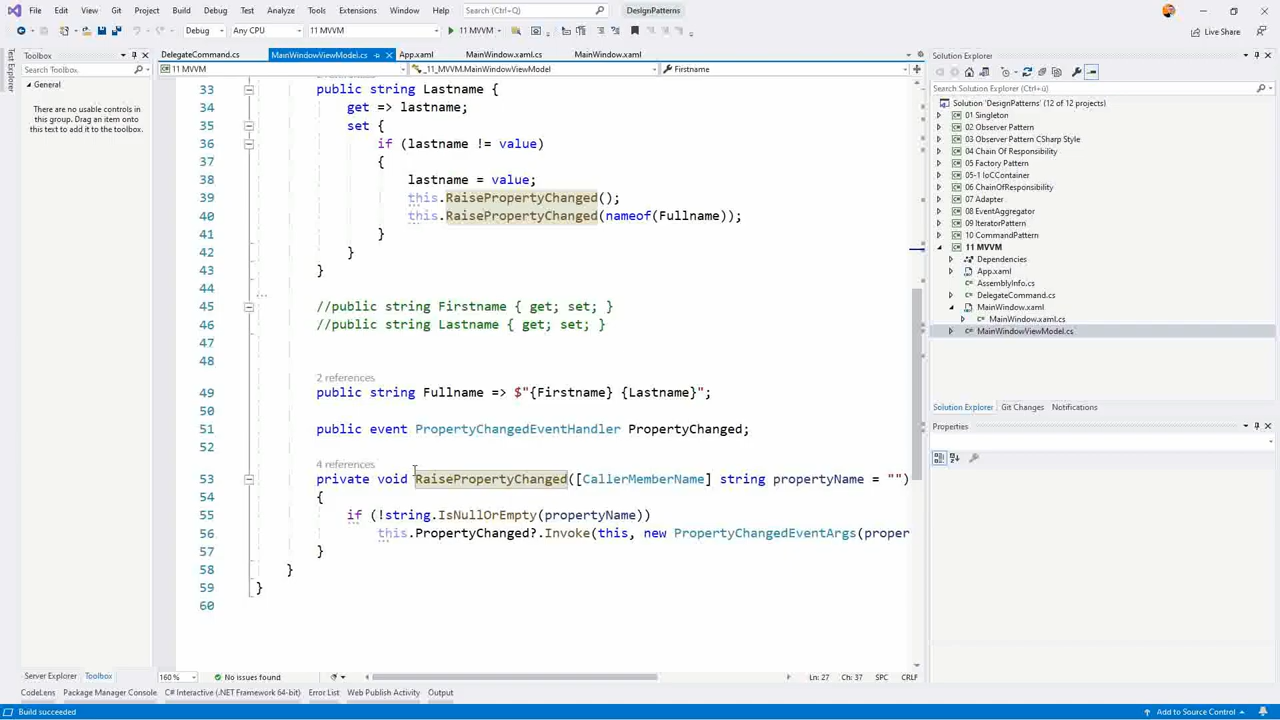 File Edit View Git Project Build Debug Test Analyze Tools Extensions Window Help Search (Ctrl+Q) DesignPatterns
Debug Any CPU 11 MVVM 11 MVVM Live Share
Test Explorer
Toolbox
Search Toolbox
General
There are no usable controls
in this group. Drag an item onto
this text to add it to the toolbox.
DelegateCommand.cs MainWindowViewModel.cs App.xaml MainWindow.xaml.cs MainWindow.xaml
11 MVVM _11_MVVM.MainWindowViewModel Firstname
33 public string Lastname {
34 get => lastname;
35 set {
36 if (lastname != value)
37 {
38 lastname = value;
39 this.RaisePropertyChanged();
40 this.RaisePropertyChanged(nameof(Fullname));
41 }
42 }
43 }
44
45 //public string Firstname { get; set; }
46 //public string Lastname { get; set; }
47
48
2 references
49 public string Fullname => $"{Firstname} {Lastname}";
50
51 public event PropertyChangedEventHandler PropertyChanged;
52
4 references
53 private void RaisePropertyChanged([CallerMemberName] string propertyName = "")
54 {
55 if (!string.IsNullOrEmpty(propertyName))
56 this.PropertyChanged?.Invoke(this, new PropertyChangedEventArgs(proper
57 }
58 }
59 }
60
160 % No issues found Ln: 27 Ch: 37 SPC CRLF
Solution Explorer
Search Solution Explorer (Ctrl+ü)
Solution 'DesignPatterns' (12 of 12 projects)
01 Singleton
02 Observer Pattern
03 Observer Pattern CSharp Style
04 Chain Of Responsibility
05 Factory Pattern
05-1 IoCContainer
06 ChainOfResponsibility
07 Adapter
08 EventAggregator
09 IteratorPattern
10 CommandPattern
11 MVVM
Dependencies
App.xaml
AssemblyInfo.cs
DelegateCommand.cs
MainWindow.xaml
MainWindow.xaml.cs
MainWindowViewModel.cs
Solution Explorer Git Changes Notifications
Properties
Server Explorer Toolbox
CodeLens Package Manager Console C# Interactive (.NET Framework 64-bit) Error List Web Publish Activity Output
Build succeeded Add to Source Control